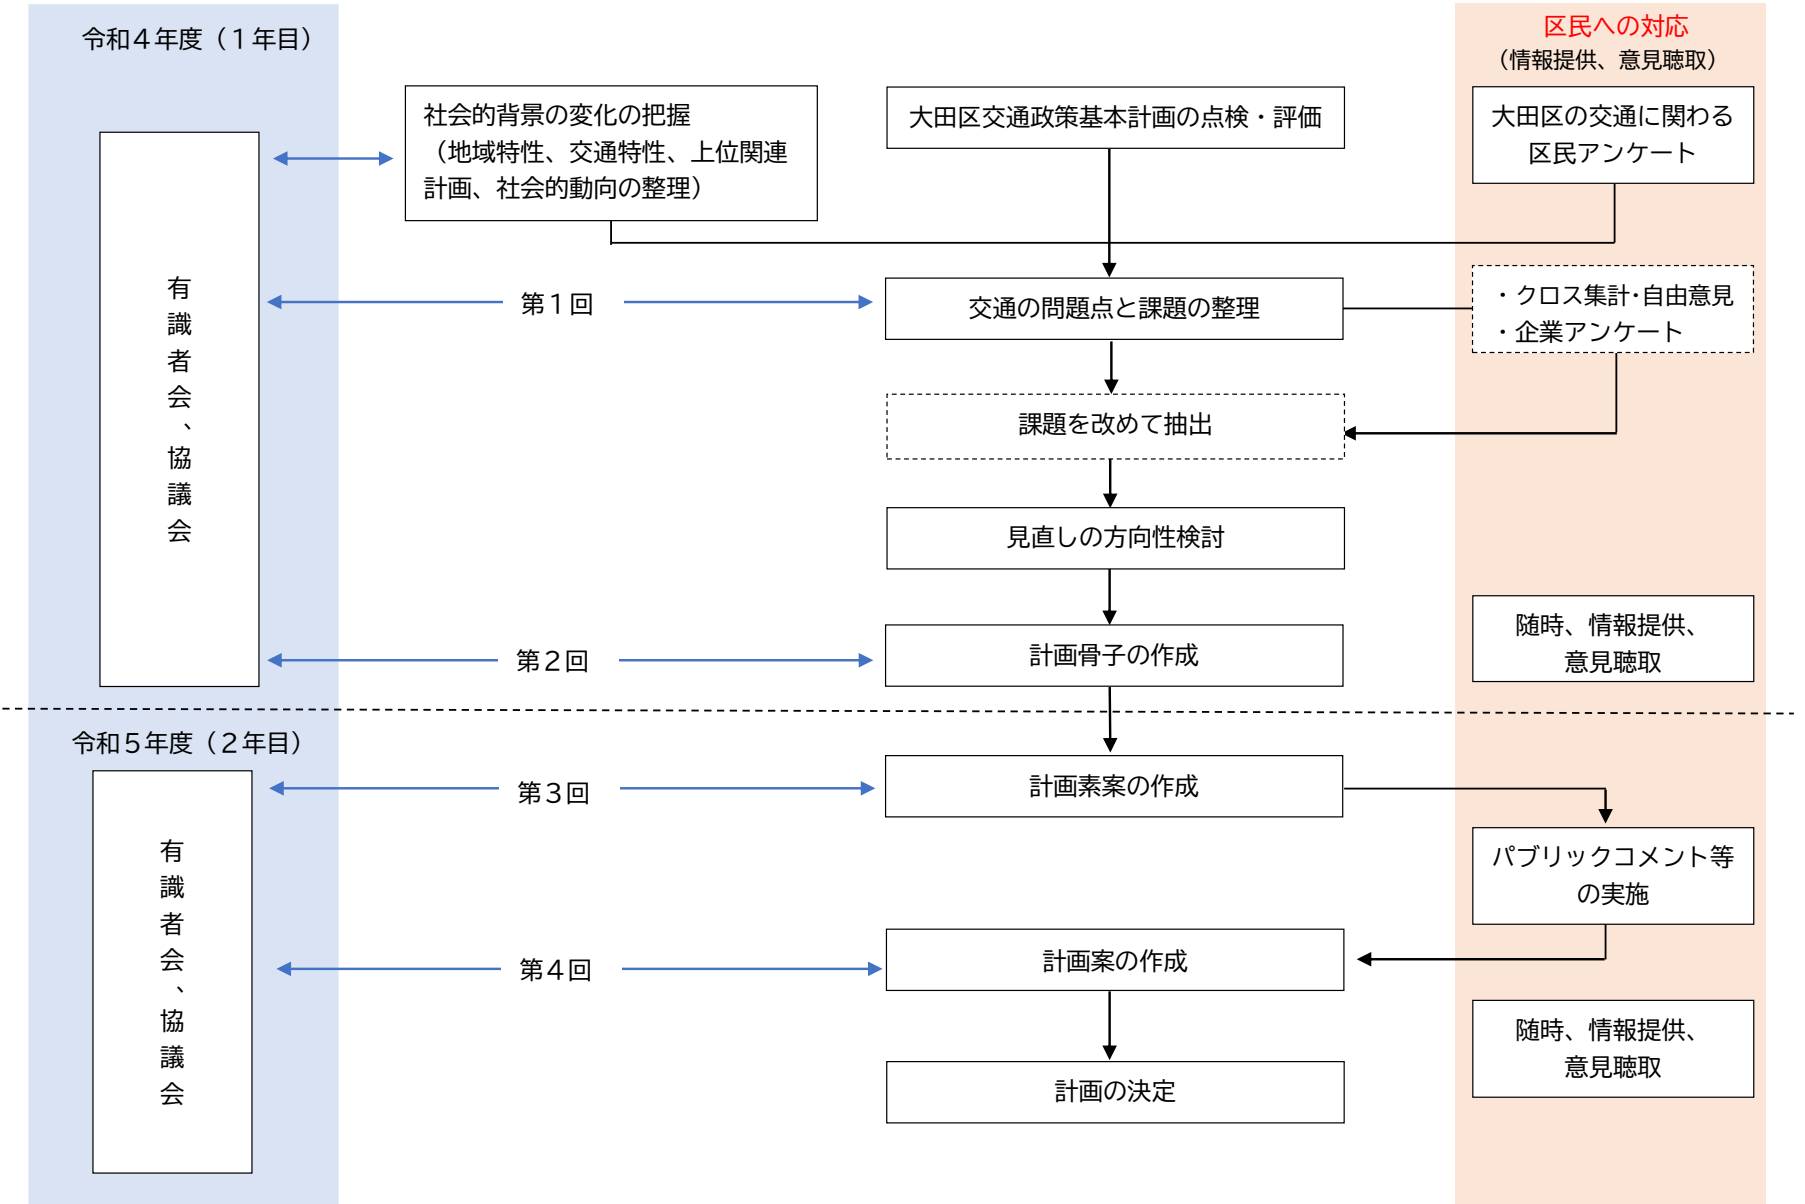 令和４年度（１年目）
区民への対応
（情報提供、意見聴取）
社会的背景の変化の把握
（地域特性、交通特性、上位関連
計画、社会的動向の整理）
大田区交通政策基本計画の点検・評価
大田区の交通に関わる
区民アンケート
有識者会、協議会
第１回
交通の問題点と課題の整理
・クロス集計・自由意見
・企業アンケート
課題を改めて抽出
見直しの方向性検討
第２回
計画骨子の作成
随時、情報提供、
意見聴取
令和５年度（２年目）
有識者会、協議会
第３回
計画素案の作成
パブリックコメント等
の実施
第４回
計画案の作成
随時、情報提供、
意見聴取
計画の決定